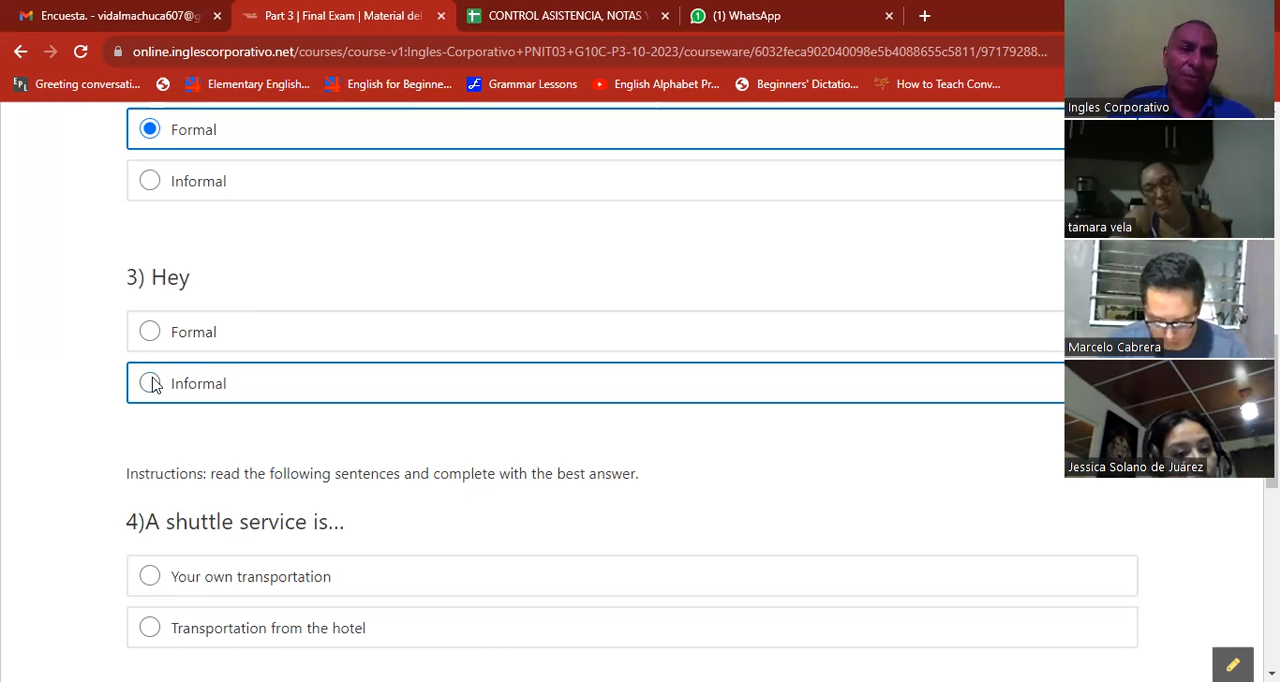 Encuesta. - vidalmachuca607@g
Part 3 | Final Exam | Material del
CONTROL ASISTENCIA, NOTAS Y
(1) WhatsApp
online.inglescorporativo.net/courses/course-v1:Ingles-Corporativo+PNIT03+G10C-P3-10-2023/courseware/6032feca902040098e5b4088655c5811/97179288...
EPL Greeting conversati...
Elementary English...
English for Beginne...
Grammar Lessons
English Alphabet Pr...
Beginners' Dictatio...
How to Teach Conv...
Ingles Corporativo
Formal
Informal
tamara vela
3) Hey
Formal
Marcelo Cabrera
Informal
Jessica Solano de Juárez
Instructions: read the following sentences and complete with the best answer.
4)A shuttle service is...
Your own transportation
Transportation from the hotel